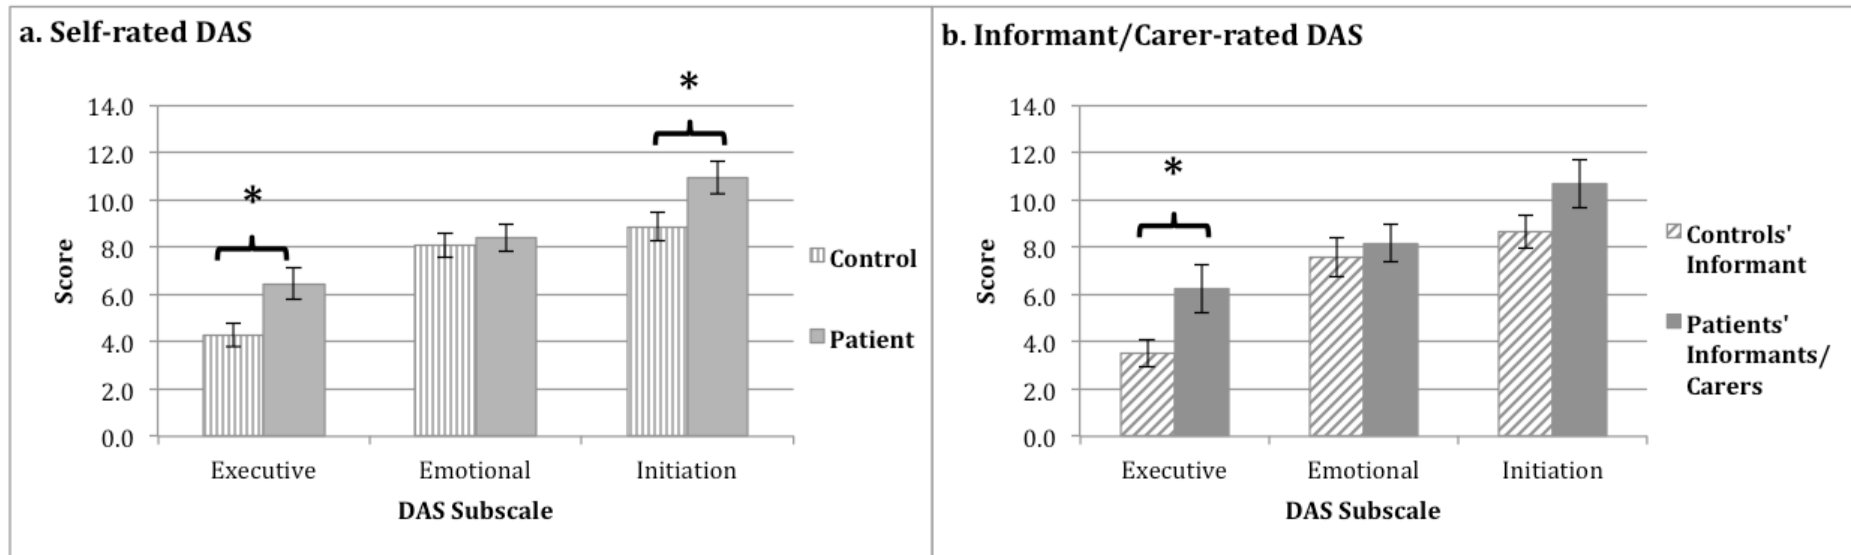 a. Self-rated DAS
*
*
14.0
12.0
10.0
8.0
6.0
4.0
2.0
0.0
Score
Executive
Emotional
Initiation
DAS Subscale
Control
Patient
b. Informant/Carer-rated DAS
*
14.0
12.0
10.0
8.0
6.0
4.0
2.0
0.0
Score
Executive
Emotional
Initiation
DAS Subscale
Controls'
Informant
Patients'
Informants/
Carers